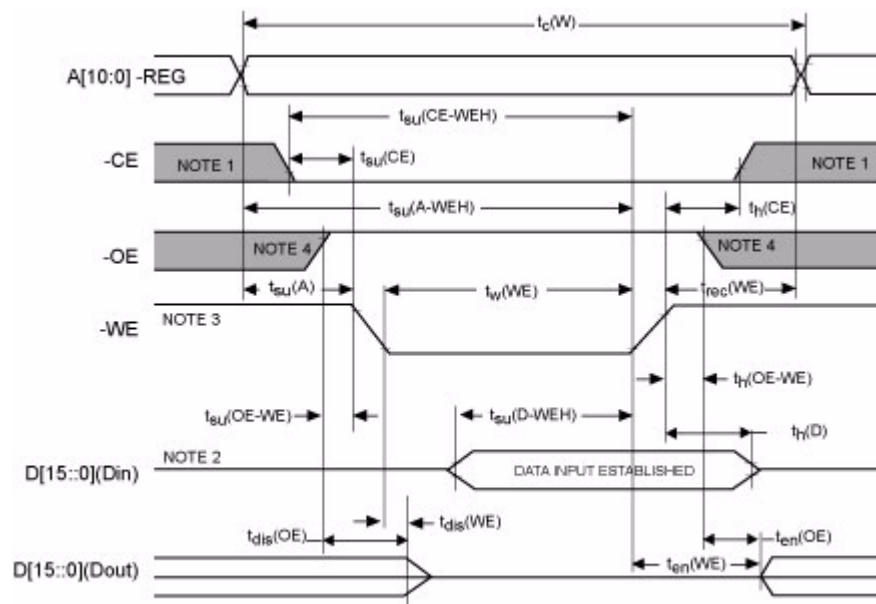 tc(W)
A[10:0] -REG
tsu(CE-WEH)
-CE
NOTE 1
tsu(CE)
NOTE 1
tsu(A-WEH)
th(CE)
-OE
NOTE 4
NOTE 4
tsu(A)
tw(WE)
trec(WE)
-WE
NOTE 3
th(OE-WE)
tsu(OE-WE)
tsu(D-WEH)
th(D)
NOTE 2
D[15::0](Din)
DATA INPUT ESTABLISHED
tdis(WE)
tdis(OE)
ten(OE)
D[15::0](Dout)
ten(WE)